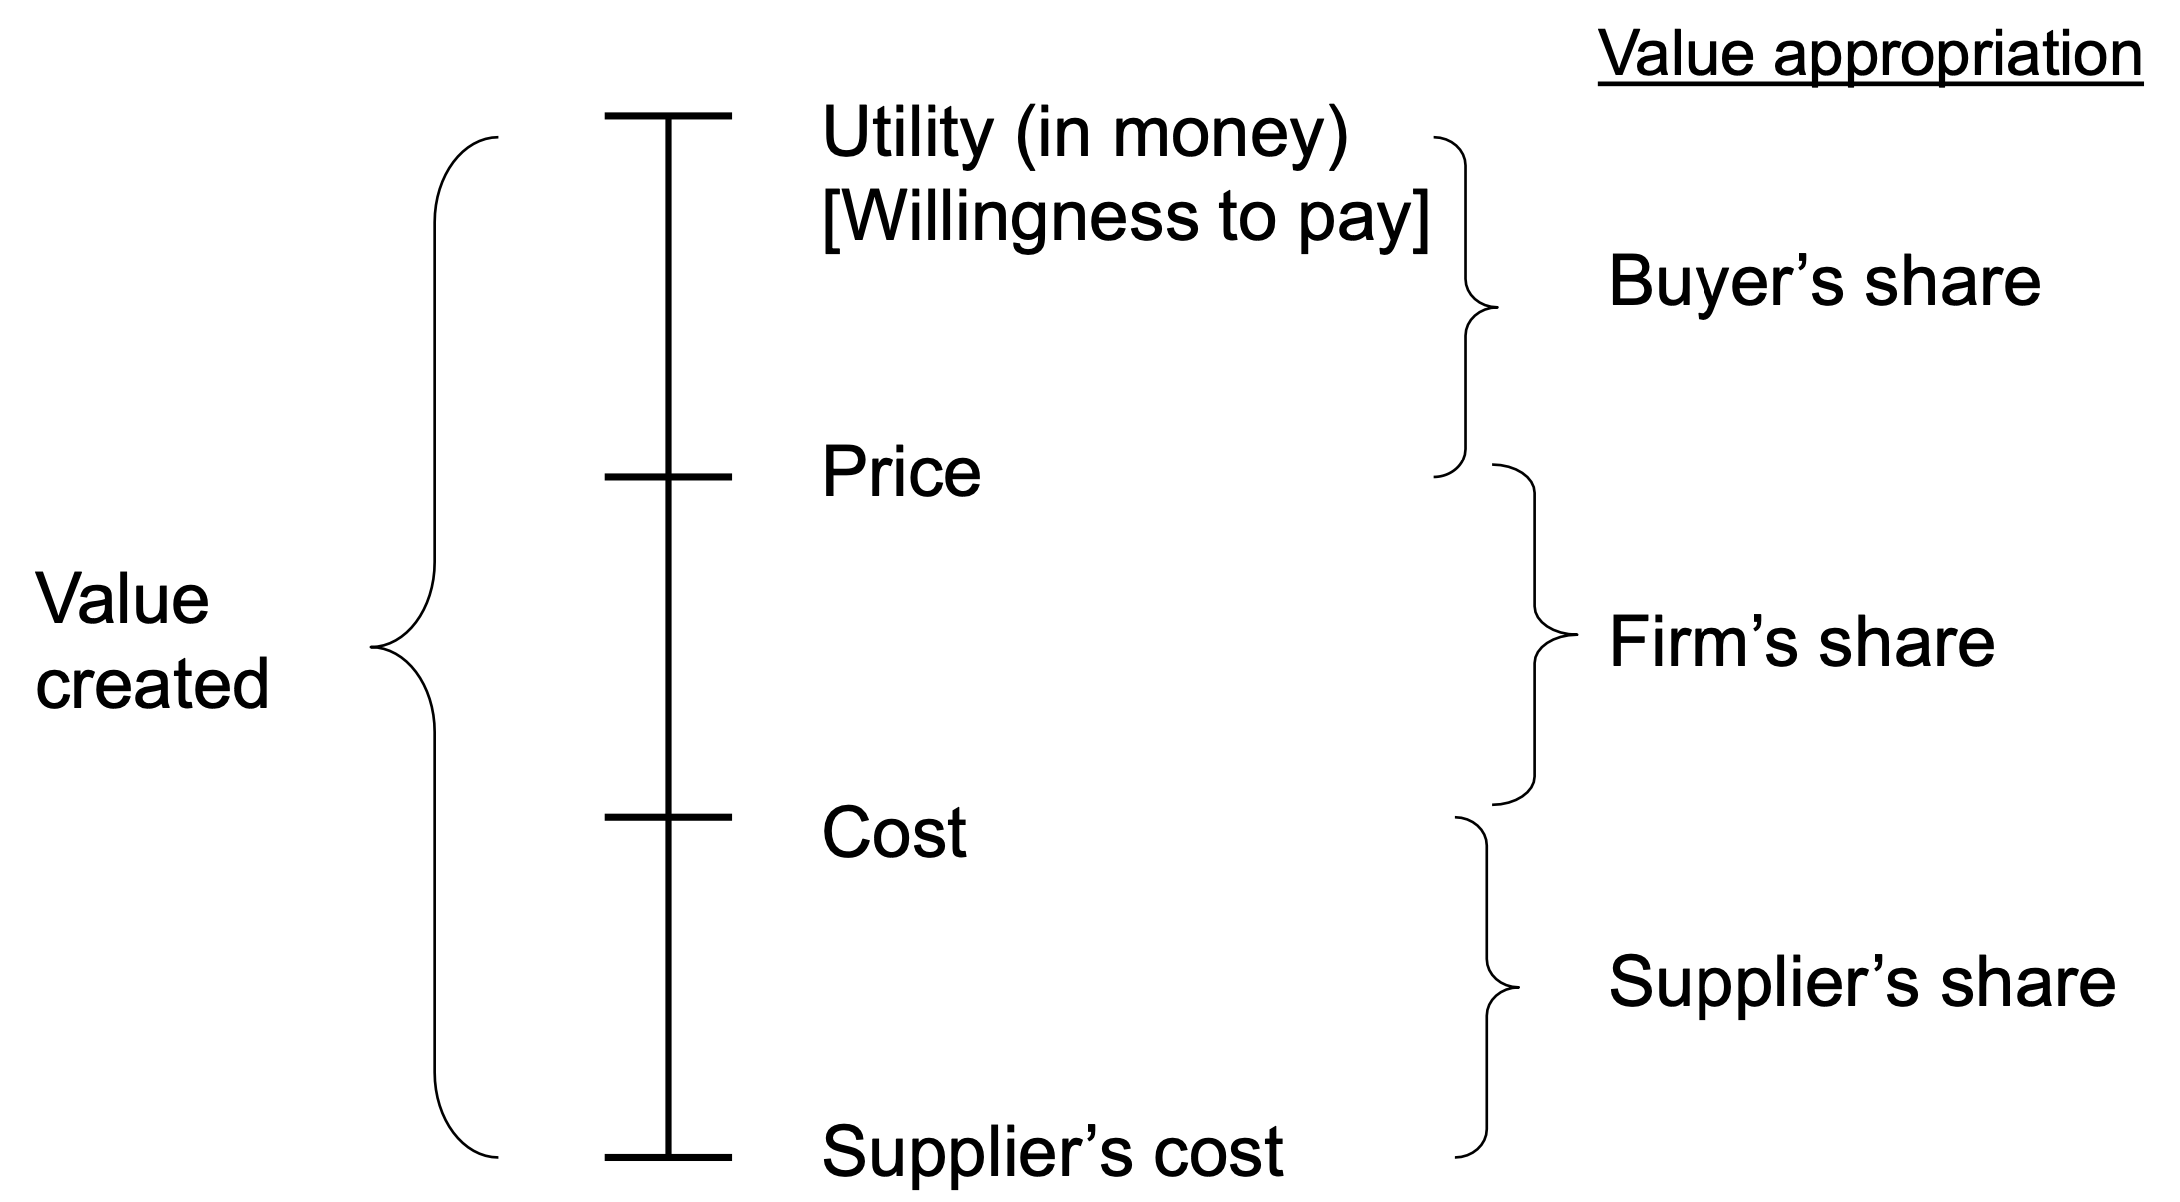 Value appropriation
Utility (in money)
[Willingness to pay]
Buyer’s share
Price
Value
created
Firm’s share
Cost
Supplier’s share
Supplier’s cost